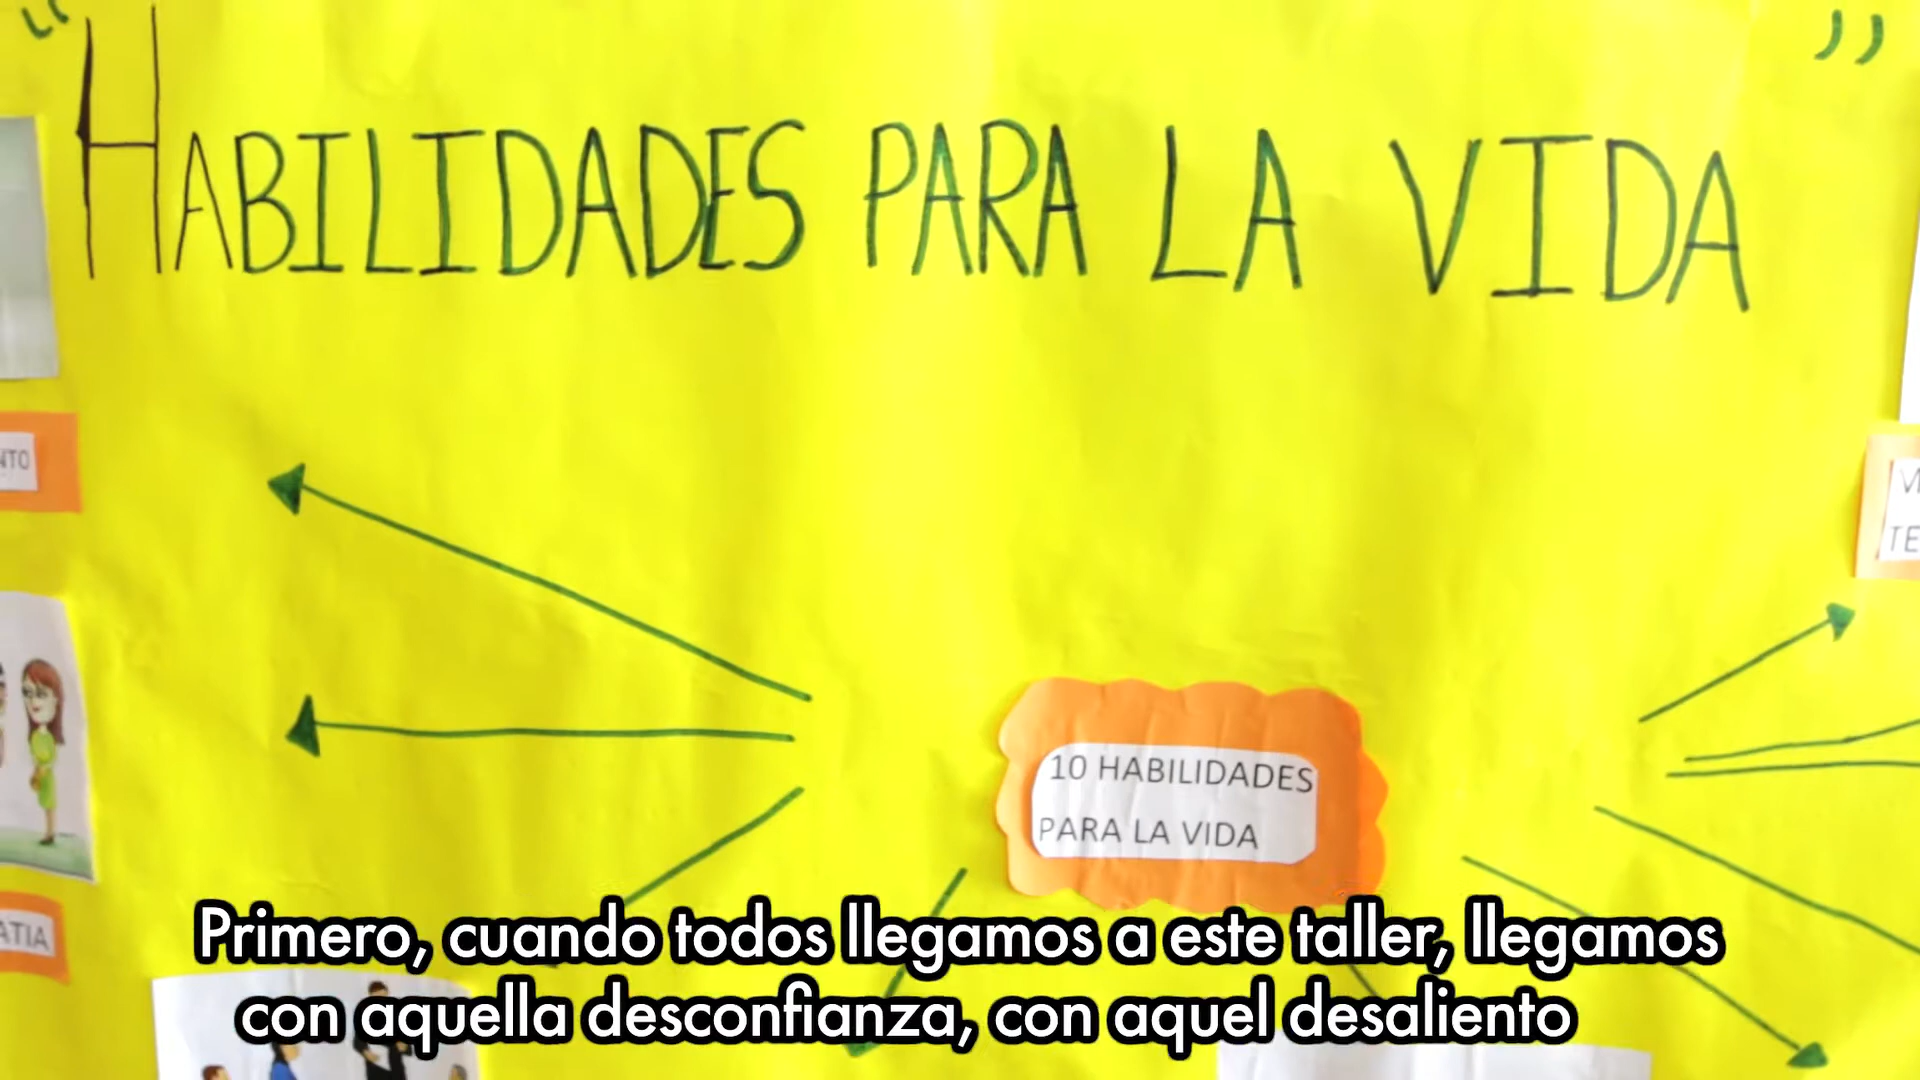 "HABILIDADES PARA LA VIDA"
10 HABILIDADES
PARA LA VIDA
Primero, cuando todos llegamos a este taller, llegamos
con aquella desconfianza, con aquel desaliento